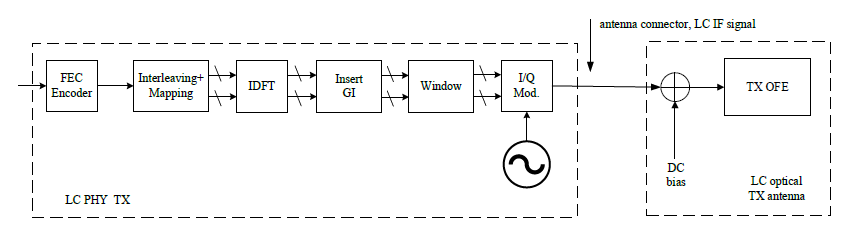 antenna connector, LC IF signal
FEC
Encoder
Interleaving+
Mapping
IDFT
Insert
GI
Window
I/Q
Mod.
TX OFE
DC
bias
LC PHY TX
LC optical
TX antenna